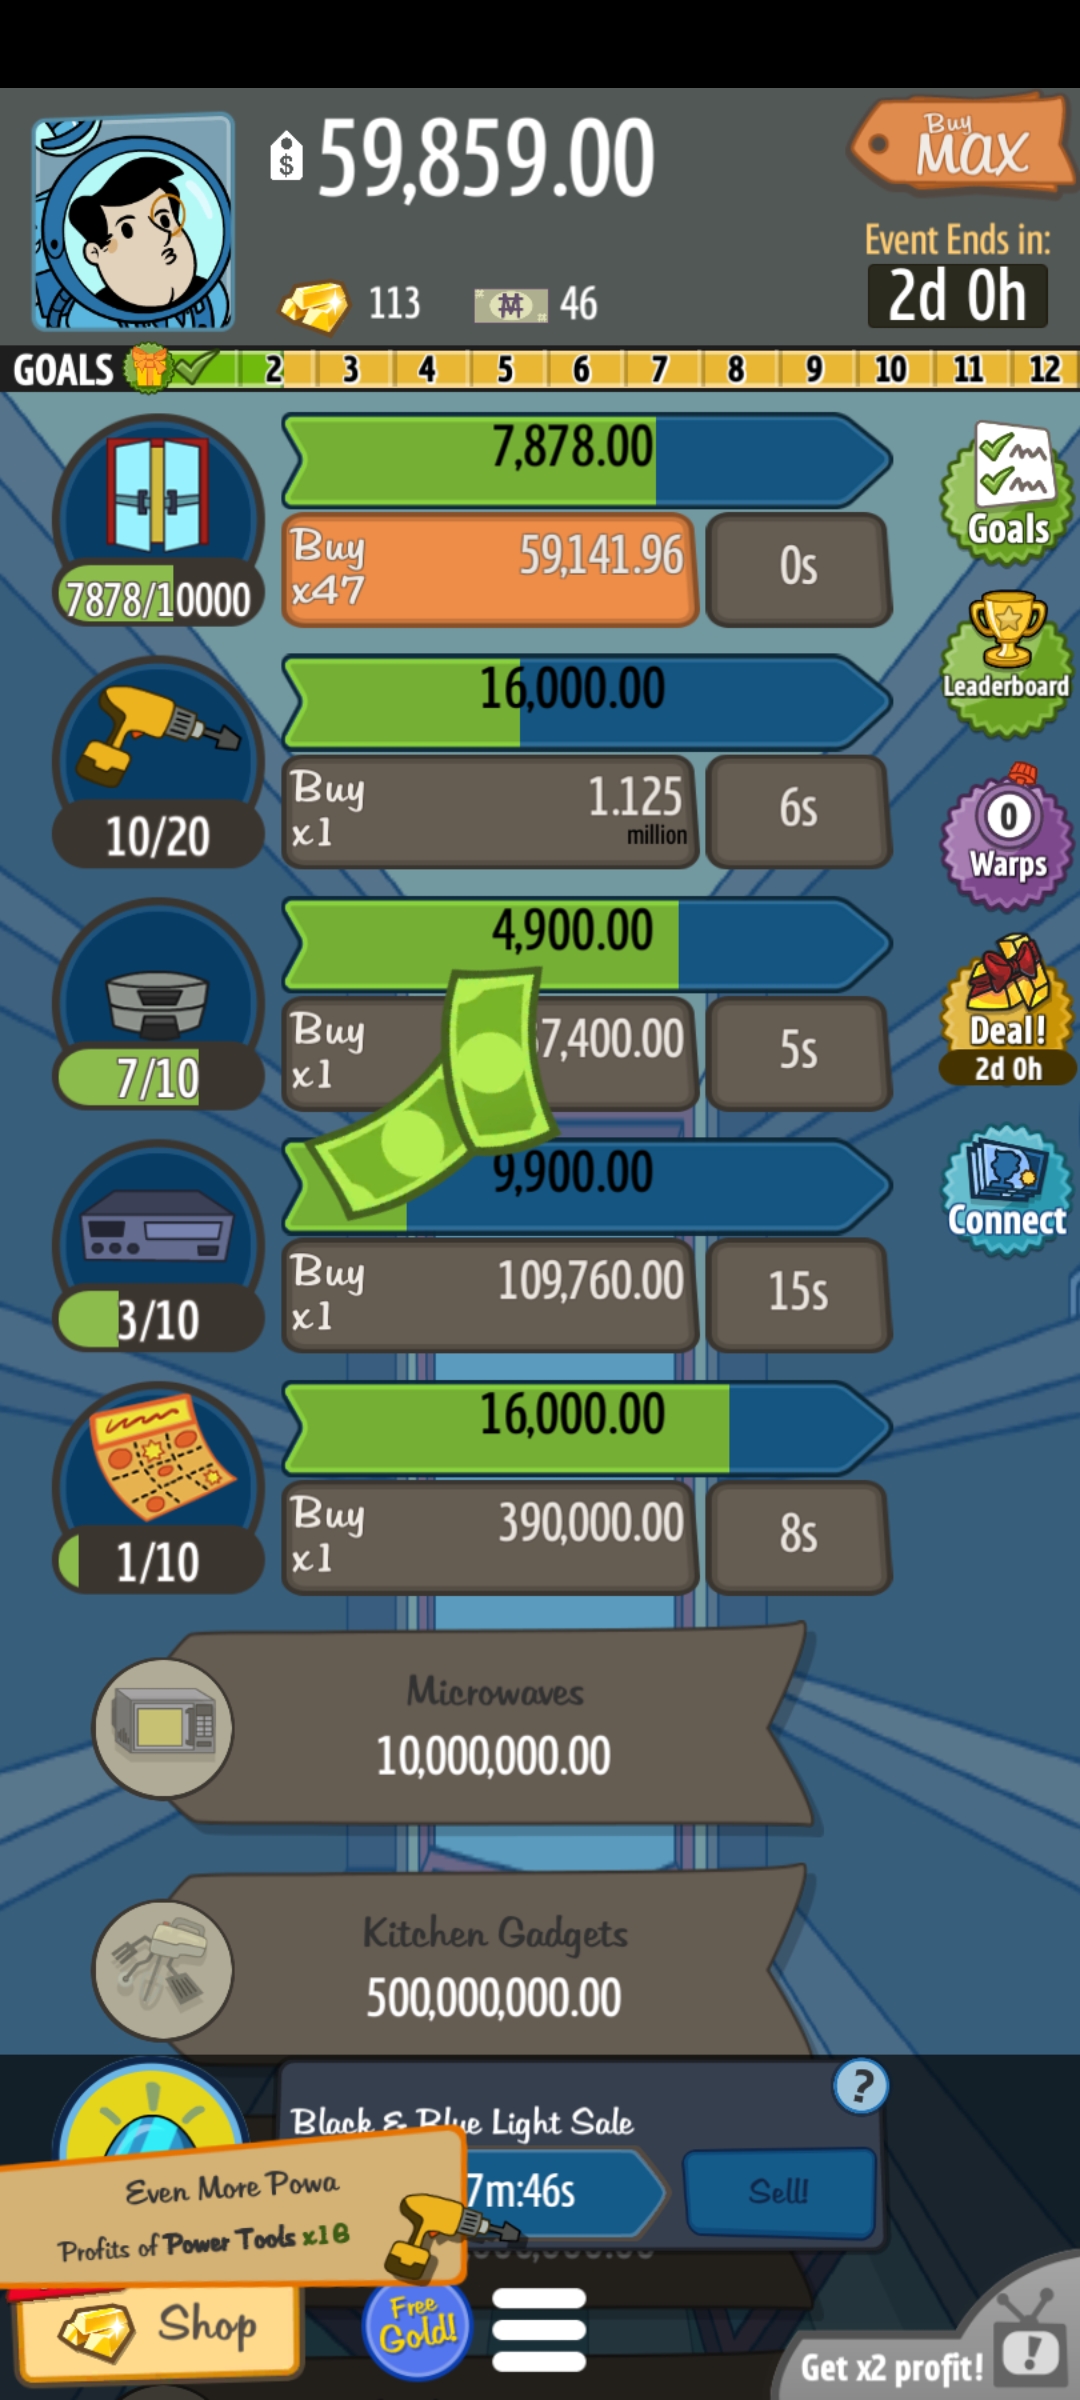 59,859.00
Buy
MAX
Event Ends in:
2d 0h
113
46
GOALS 2 3 4 5 6 7 8 9 10 11 12
7,878.00
Buy
x47
59,141.96
0s
7878/10000
Goals
16,000.00
Buy
x1
1.125
million
6s
10/20
Leaderboard
4,900.00
Buy
x1
7,400.00
5s
7/10
0
Warps
Deal!
2d 0h
9,900.00
Buy
x1
109,760.00
15s
3/10
Connect
16,000.00
Buy
x1
390,000.00
8s
1/10
Microwaves
10,000,000.00
Kitchen Gadgets
500,000,000.00
?
Black & Blue Light Sale
7m:46s
Sell!
Even More Powa
Profits of Power Tools x18
Shop
Free
Gold!
Get x2 profit!